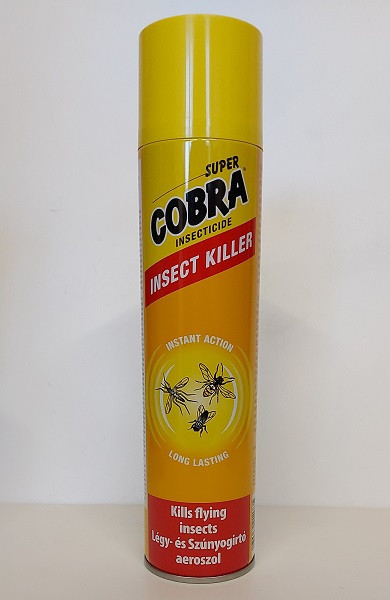 SUPER
COBRA
INSECTICIDE
INSECT KILLER
INSTANT ACTION
LONG LASTING
Kills flying
insects
Légy- és Szúnyogirtó
aeroszol